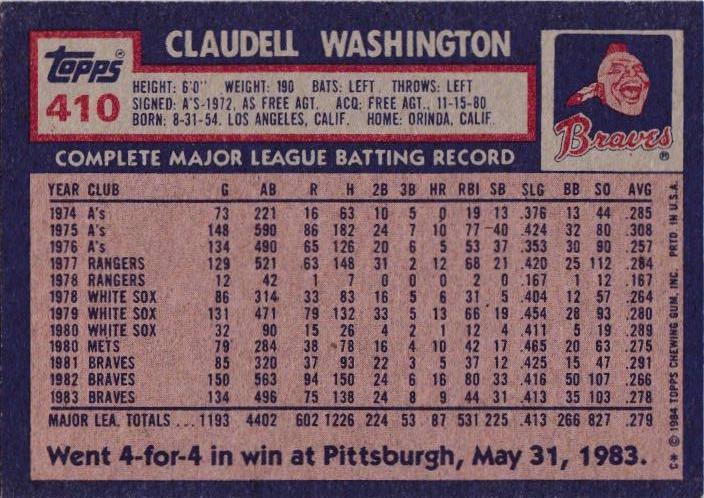 CLAUDELL WASHINGTON
Topps
410
HEIGHT: 6'0" WEIGHT: 190 BATS: LEFT THROWS: LEFT
SIGNED: A'S-1972, AS FREE AGT. ACQ: FREE AGT., 11-15-80
BORN: 8-31-54. LOS ANGELES, CALIF. HOME: ORINDA, CALIF.
Braves®
COMPLETE MAJOR LEAGUE BATTING RECORD
YEAR CLUB G AB R H 2B 3B HR RBI SB SLG BB SO AVG
1974 A's 73 221 16 63 10 5 0 19 13 .376 13 44 .285
1975 A's 148 590 86 182 24 7 10 77 40 .424 32 80 .308
1976 A's 134 490 65 126 20 6 5 53 37 .353 30 90 .257
1977 RANGERS 129 521 63 148 31 2 12 68 21 .420 25 112 .284
1978 RANGERS 12 42 1 7 0 0 0 2 0 .167 1 12 .167
1978 WHITE SOX 86 314 33 83 16 5 6 31 5 .404 12 57 .264
1979 WHITE SOX 131 471 79 132 33 5 13 66 19 .454 28 93 .280
1980 WHITE SOX 32 90 15 26 4 2 1 12 4 .411 5 19 .289
1980 METS 79 284 38 78 16 4 10 42 17 .465 20 63 .275
1981 BRAVES 85 320 37 93 22 3 5 37 12 .425 15 47 .291
1982 BRAVES 150 563 94 150 24 6 16 80 33 .416 50 107 .266
1983 BRAVES 134 496 75 138 24 8 9 44 31 .413 35 103 .278
MAJOR LEA. TOTALS ... 1193 4402 602 1226 224 53 87 531 225 .413 266 827 .279
Went 4-for-4 in win at Pittsburgh, May 31, 1983.
C* © 1984 TOPPS CHEWING GUM, INC. PRTD. IN U.S.A.